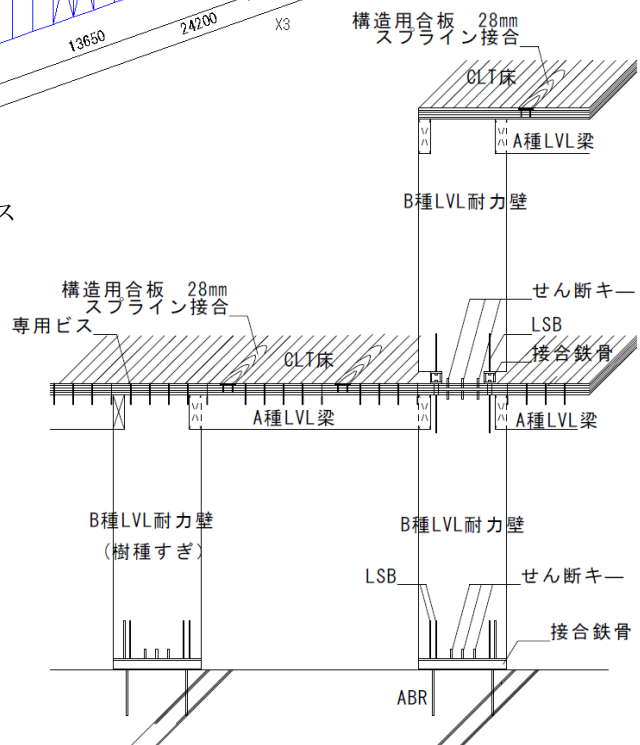 13650
24200
X3
構造用合板 28mm
スプライン接合
CLT床
A種LVL梁
B種LVL耐力壁
ス
構造用合板 28mm
スプライン接合
専用ビス
せん断キー
LSB
接合鉄骨
CLT床
A種LVL梁
A種LVL梁
B種LVL耐力壁
(樹種すぎ)
B種LVL耐力壁
LSB
せん断キー
接合鉄骨
ABR